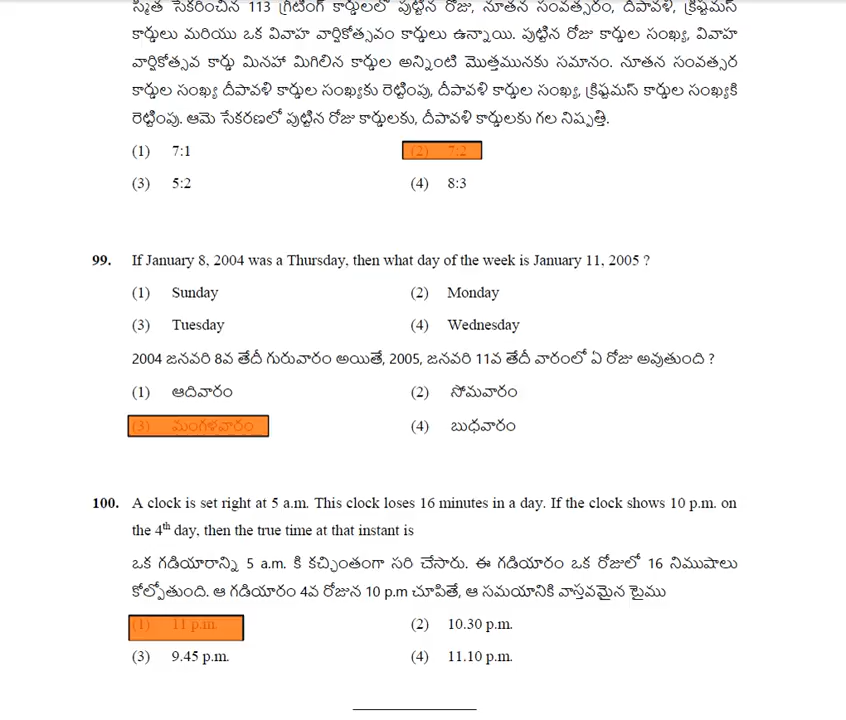 స్మిత సేకరించిన 113 గ్రీటింగ్ కార్డులలో పుట్టిన రోజు, నూతన సంవత్సరం, దీపావళి, క్రిష్టమస్
కార్డులు మరియు ఒక వివాహ వార్షికోత్సవం కార్డులు ఉన్నాయి. పుట్టిన రోజు కార్డుల సంఖ్య, వివాహ
వార్షికోత్సవ కార్డు మినహా మిగిలిన కార్డుల అన్నింటి మొత్తమునకు సమానం. నూతన సంవత్సర
కార్డుల సంఖ్య దీపావళి కార్డుల సంఖ్యకు రెట్టింపు, దీపావళి కార్డుల సంఖ్య, క్రిష్టమస్ కార్డుల సంఖ్యకి
రెట్టింపు. ఆమె సేకరణలో పుట్టిన రోజు కార్డులకు, దీపావళి కార్డులకు గల నిష్పత్తి.
(1) 7:1 (2) 7:2
(3) 5:2 (4) 8:3
99. If January 8, 2004 was a Thursday, then what day of the week is January 11, 2005 ?
(1) Sunday (2) Monday
(3) Tuesday (4) Wednesday
2004 జనవరి 8వ తేదీ గురువారం అయితే, 2005, జనవరి 11వ తేదీ వారంలో ఏ రోజు అవుతుంది ?
(1) ఆదివారం (2) సోమవారం
(3) మంగళవారం (4) బుధవారం
100. A clock is set right at 5 a.m. This clock loses 16 minutes in a day. If the clock shows 10 p.m. on
the 4th day, then the true time at that instant is
ఒక గడియారాన్ని 5 a.m. కి కచ్చింతంగా సరి చేసారు. ఈ గడియారం ఒక రోజులో 16 నిముషాలు
కోల్పోతుంది. ఆ గడియారం 4వ రోజున 10 p.m చూపితే, ఆ సమయానికి వాస్తవమైన టైము
(1) 11 p.m. (2) 10.30 p.m.
(3) 9.45 p.m. (4) 11.10 p.m.